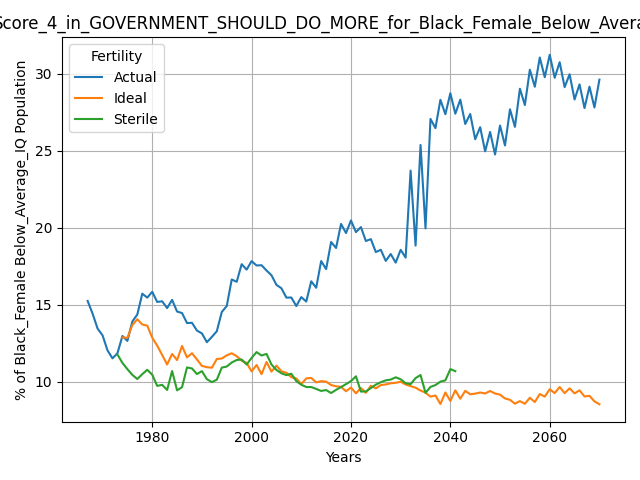 Score_4_in_GOVERNMENT_SHOULD_DO_MORE_for_Black_Female_Below_Avera
Fertility
Actual
Ideal
Sterile
% of Black_Female Below_Average_IQ Population
30
25
20
15
10
1980
2000
2020
2040
2060
Years